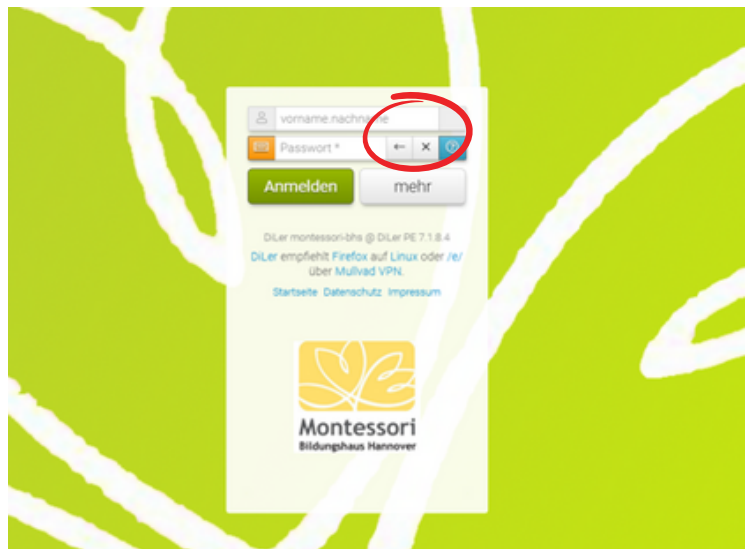 vorname.nachname
Passwort *
Anmelden mehr
DiLer montessori-bhs @ DiLer PE 7.1.8.4
DiLer empfiehlt Firefox auf Linux oder /e/
über Mullvad VPN.
Startseite Datenschutz Impressum
Montessori
Bildungshaus Hannover